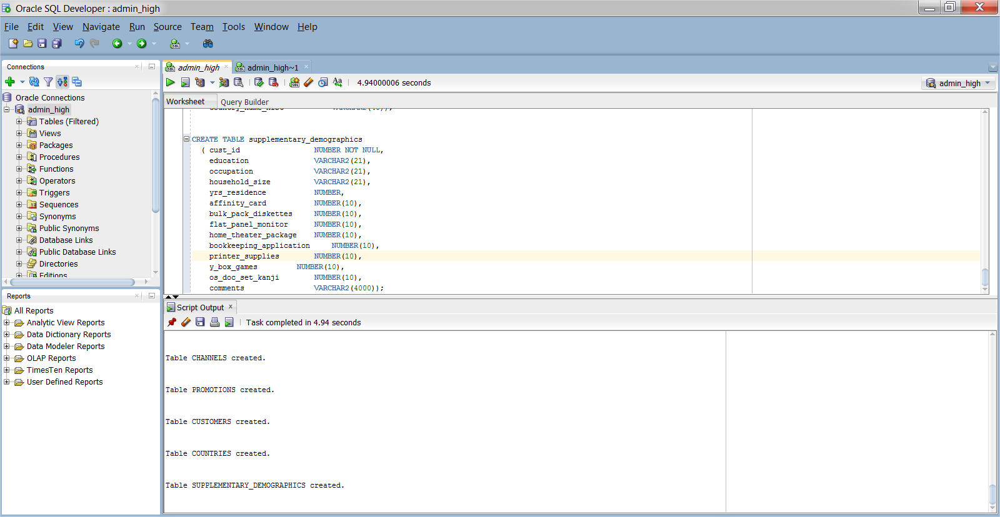 Oracle SQL Developer : admin_high
File Edit View Navigate Run Source Team Tools Window Help
Connections
Oracle Connections
admin_high
Tables (Filtered)
Views
Packages
Procedures
Functions
Operators
Triggers
Sequences
Synonyms
Public Synonyms
Database Links
Public Database Links
Directories
Editions
Reports
All Reports
Analytic View Reports
Data Dictionary Reports
Data Modeler Reports
OLAP Reports
TimesTen Reports
User Defined Reports
admin_high admin_high~1
4.94000006 seconds admin_high
Worksheet Query Builder
CREATE TABLE supplementary_demographics
( cust_id NUMBER NOT NULL,
education VARCHAR2(21),
occupation VARCHAR2(21),
household_size VARCHAR2(21),
yrs_residence NUMBER,
affinity_card NUMBER(10),
bulk_pack_diskettes NUMBER(10),
flat_panel_monitor NUMBER(10),
home_theater_package NUMBER(10),
bookkeeping_application NUMBER(10),
printer_supplies NUMBER(10),
y_box_games NUMBER(10),
os_doc_set_kanji NUMBER(10),
comments VARCHAR2(4000));
Script Output
Task completed in 4.94 seconds
Table CHANNELS created.
Table PROMOTIONS created.
Table CUSTOMERS created.
Table COUNTRIES created.
Table SUPPLEMENTARY_DEMOGRAPHICS created.